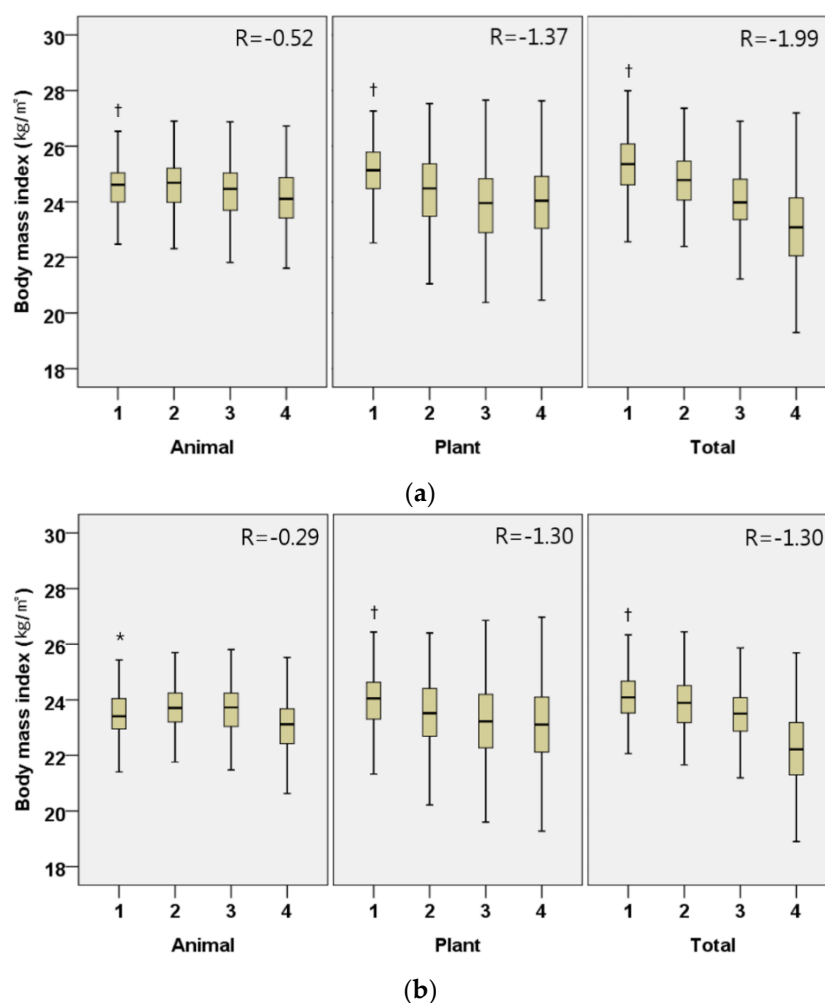 R=-0.52 R=-1.37 R=-1.99
† † †
Body mass index (kg/㎡)
30
28
26
24
22
20
18
1 2 3 4 1 2 3 4 1 2 3 4
Animal Plant Total
(a)
R=-0.29 R=-1.30 R=-1.30
* † †
Body mass index (kg/㎡)
30
28
26
24
22
20
18
1 2 3 4 1 2 3 4 1 2 3 4
Animal Plant Total
(b)